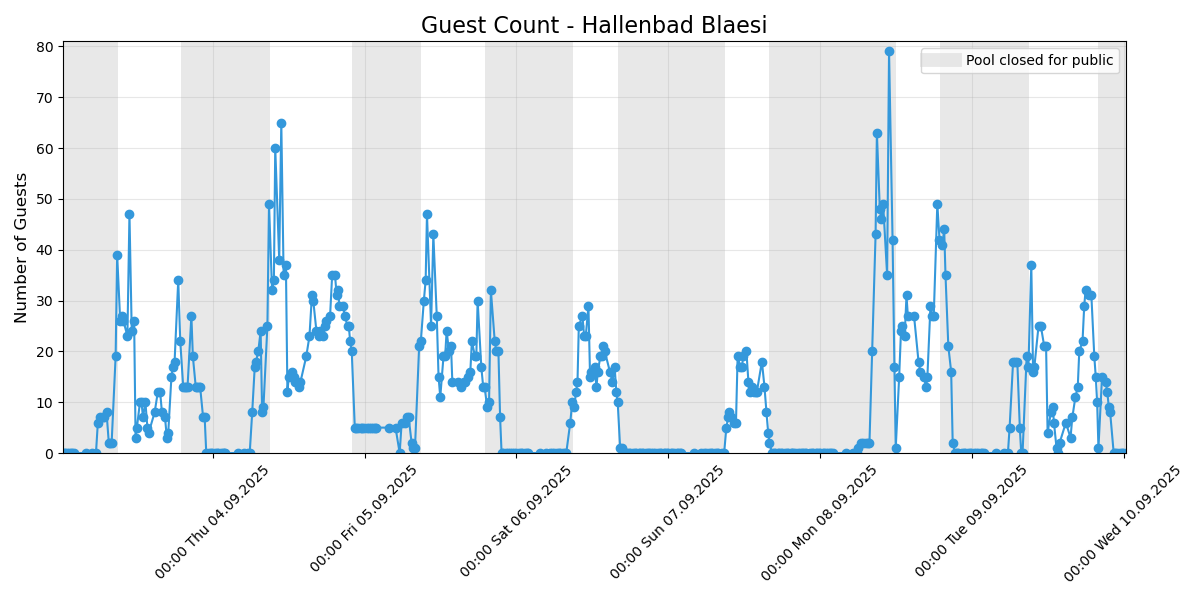 Guest Count - Hallenbad Blaesi
Pool closed for public
Number of Guests
80
70
60
50
40
30
20
10
0
00:00 Thu 04.09.2025
00:00 Fri 05.09.2025
00:00 Sat 06.09.2025
00:00 Sun 07.09.2025
00:00 Mon 08.09.2025
00:00 Tue 09.09.2025
00:00 Wed 10.09.2025